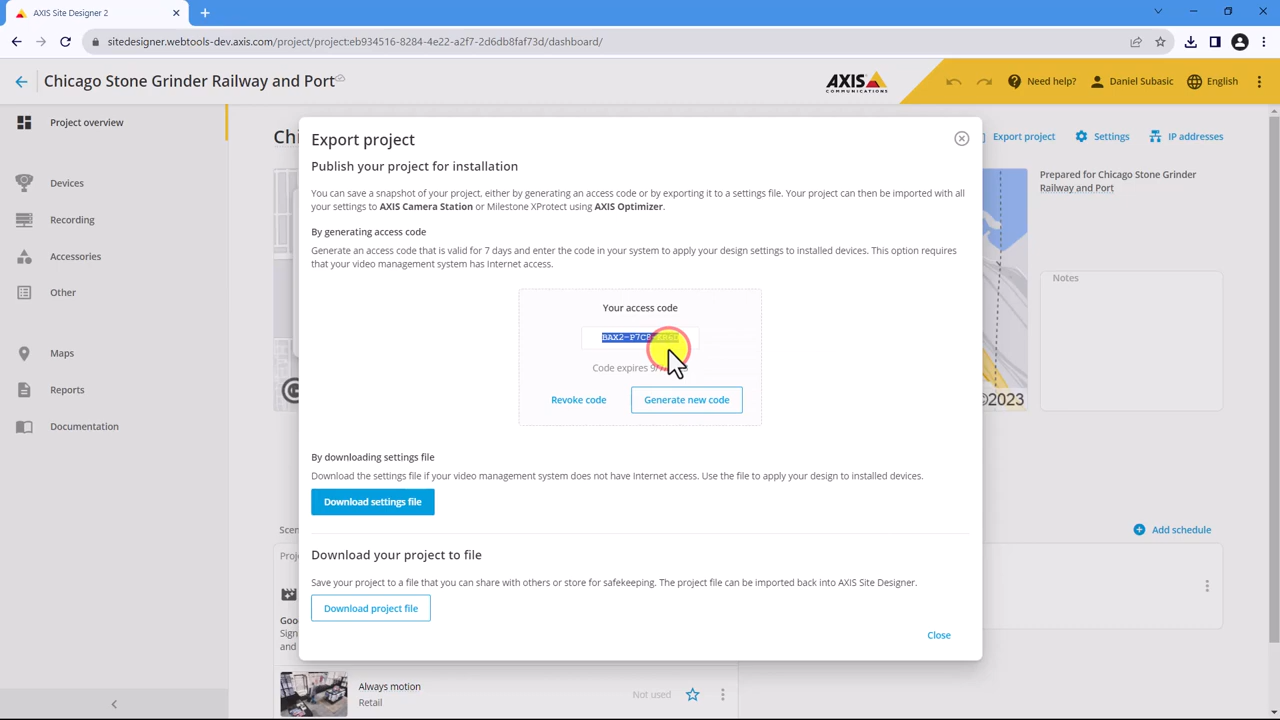 AXIS Site Designer 2
sitedesigner.webtools-dev.axis.com/project/project:eb934516-8284-4e22-a2f7-2d6db8faf73d/dashboard/
Chicago Stone Grinder Railway and Port
AXIS
COMMUNICATIONS
Need help?
Daniel Subasic
English
Project overview
Devices
Recording
Accessories
Other
Maps
Reports
Documentation
Export project
Settings
IP addresses
Prepared for Chicago Stone Grinder
Railway and Port
Notes
©2023
Add schedule
Export project
Publish your project for installation
You can save a snapshot of your project, either by generating an access code or by exporting it to a settings file. Your project can then be imported with all
your settings to AXIS Camera Station or Milestone XProtect using AXIS Optimizer.
By generating access code
Generate an access code that is valid for 7 days and enter the code in your system to apply your design settings to installed devices. This option requires
that your video management system has Internet access.
Your access code
Code expires
Revoke code
Generate new code
By downloading settings file
Download the settings file if your video management system does not have Internet access. Use the file to apply your design to installed devices.
Download settings file
Download your project to file
Save your project to a file that you can share with others or store for safekeeping. The project file can be imported back into AXIS Site Designer.
Download project file
Close
Always motion
Retail
Not used